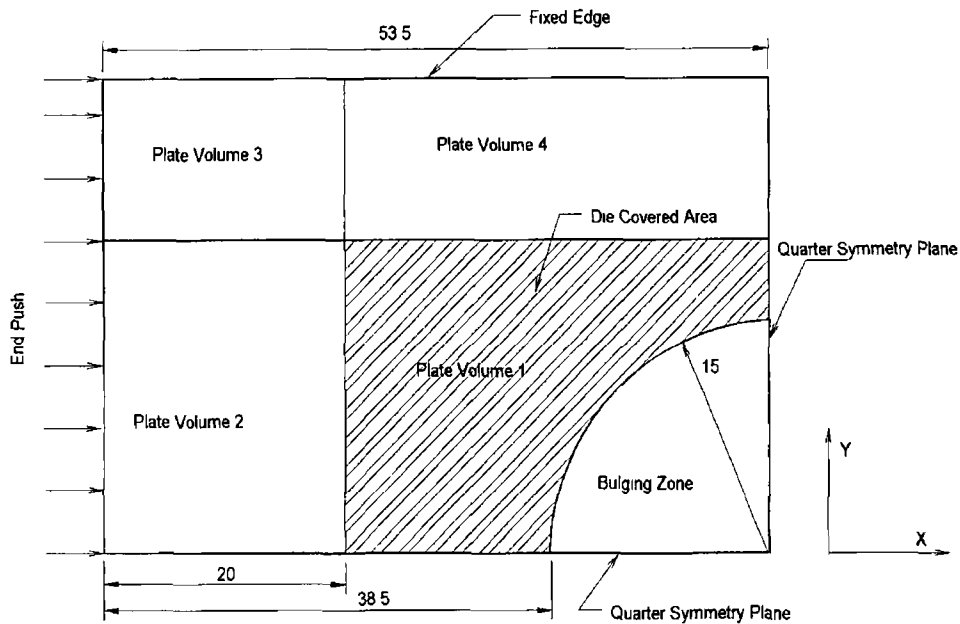 Fixed Edge
53 5
Plate Volume 3
Plate Volume 4
Die Covered Area
Quarter Symmetry Plane
End Push
Plate Volume 1
15
Plate Volume 2
Bulging Zone
Y
X
20
38 5
Quarter Symmetry Plane